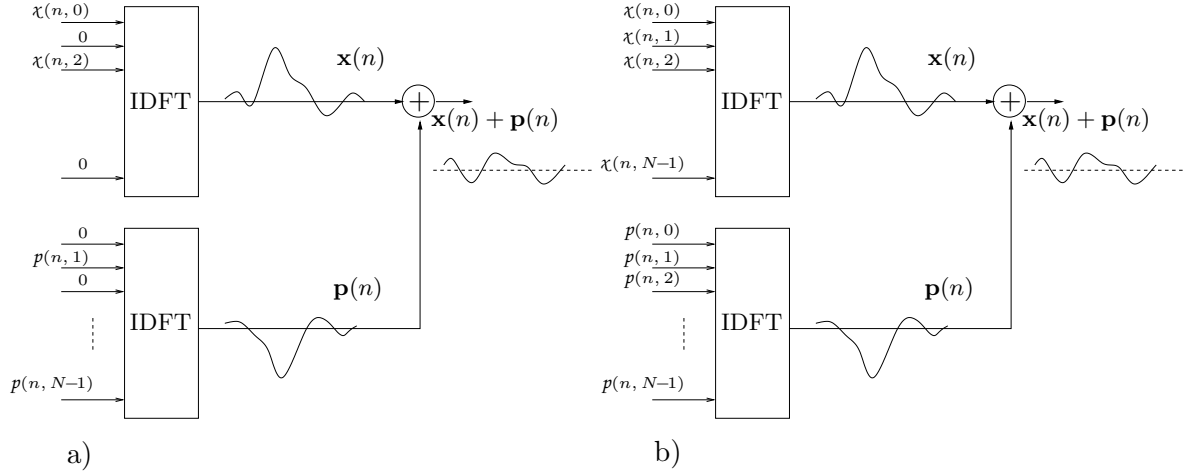 χ(n, 0)
0
χ(n, 2)
IDFT
x(n)
+
x(n) + p(n)
0
0
p(n, 1)
0
IDFT
p(n)
p(n, N−1)
a)
χ(n, 0)
χ(n, 1)
χ(n, 2)
IDFT
x(n)
+
x(n) + p(n)
χ(n, N−1)
p(n, 0)
p(n, 1)
p(n, 2)
IDFT
p(n)
p(n, N−1)
b)